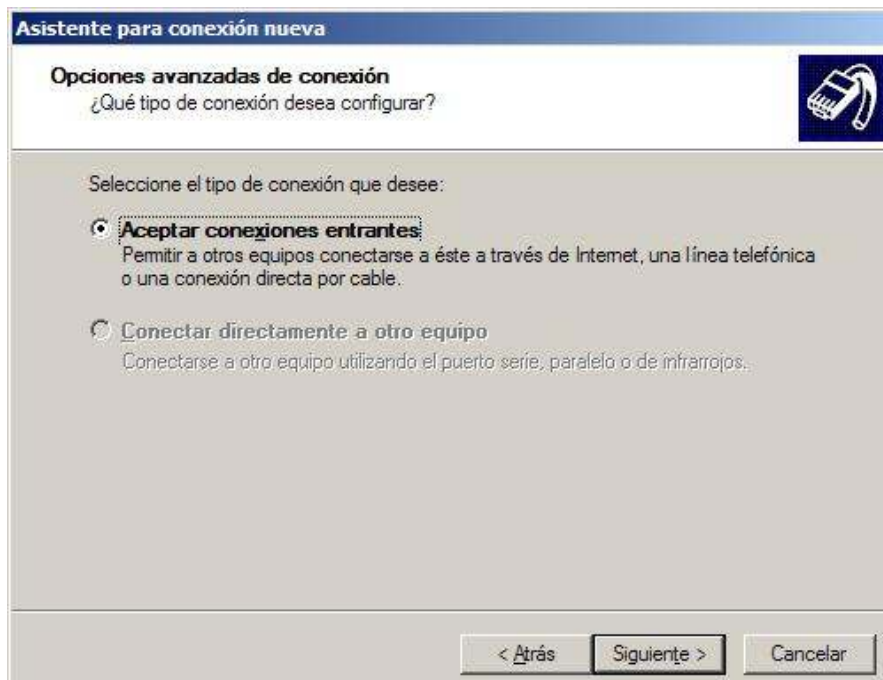 Asistente para conexión nueva
Opciones avanzadas de conexión
¿Qué tipo de conexión desea configurar?
Seleccione el tipo de conexión que desee:
Aceptar conexiones entrantes
Permitir a otros equipos conectarse a éste a través de Internet, una línea telefónica
o una conexión directa por cable.
Conectar directamente a otro equipo
Conectarse a otro equipo utilizando el puerto serie, paralelo o de infrarrojos.
< Atrás
Siguiente >
Cancelar